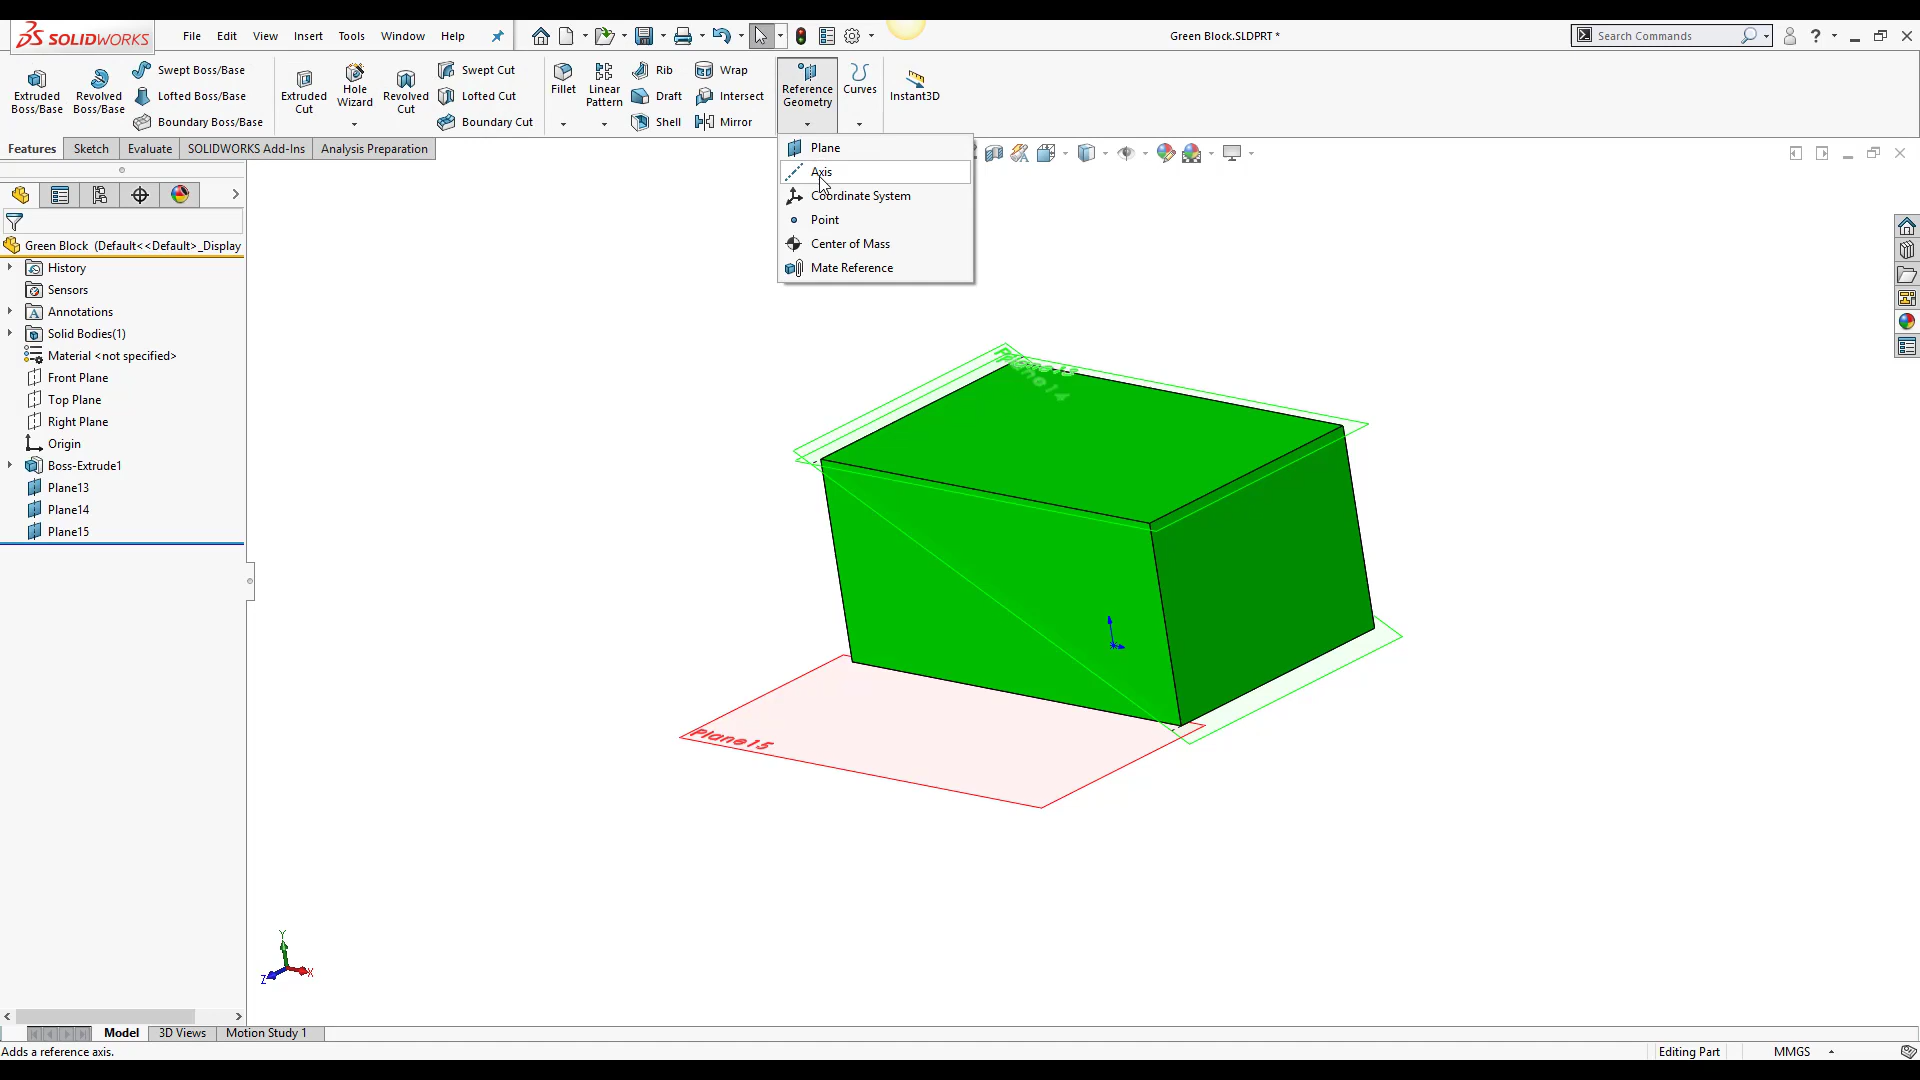 SOLIDWORKS
File Edit View Insert Tools Window Help
Green Block.SLDPRT *
Search Commands
?
Extruded Boss/Base
Revolved Boss/Base
Swept Boss/Base
Lofted Boss/Base
Boundary Boss/Base
Extruded Cut
Hole Wizard
Revolved Cut
Swept Cut
Lofted Cut
Boundary Cut
Fillet
Linear Pattern
Rib
Draft
Shell
Wrap
Intersect
Mirror
Reference Geometry
Curves
Instant3D
Features Sketch Evaluate SOLIDWORKS Add-Ins Analysis Preparation
Plane
Axis
Coordinate System
Point
Center of Mass
Mate Reference
Green Block (Default<<Default>_Display
History
Sensors
Annotations
Solid Bodies(1)
Material <not specified>
Front Plane
Top Plane
Right Plane
Origin
Boss-Extrude1
Plane13
Plane14
Plane15
Plane13
Plane14
Plane15
Y
Z
X
Model 3D Views Motion Study 1
Adds a reference axis.
Editing Part
MMGS